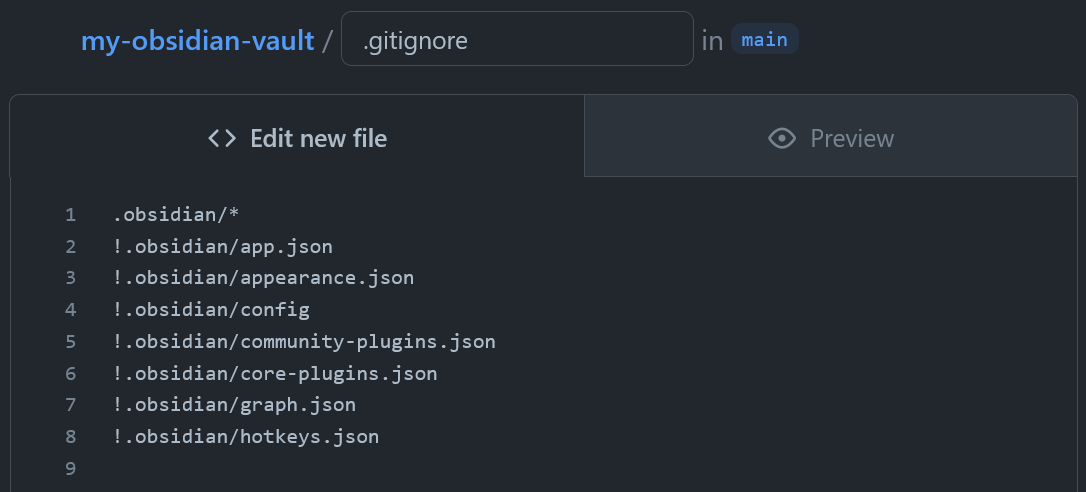 my-obsidian-vault / .gitignore in main
Edit new file Preview
1 .obsidian/*
2 !.obsidian/app.json
3 !.obsidian/appearance.json
4 !.obsidian/config
5 !.obsidian/community-plugins.json
6 !.obsidian/core-plugins.json
7 !.obsidian/graph.json
8 !.obsidian/hotkeys.json
9